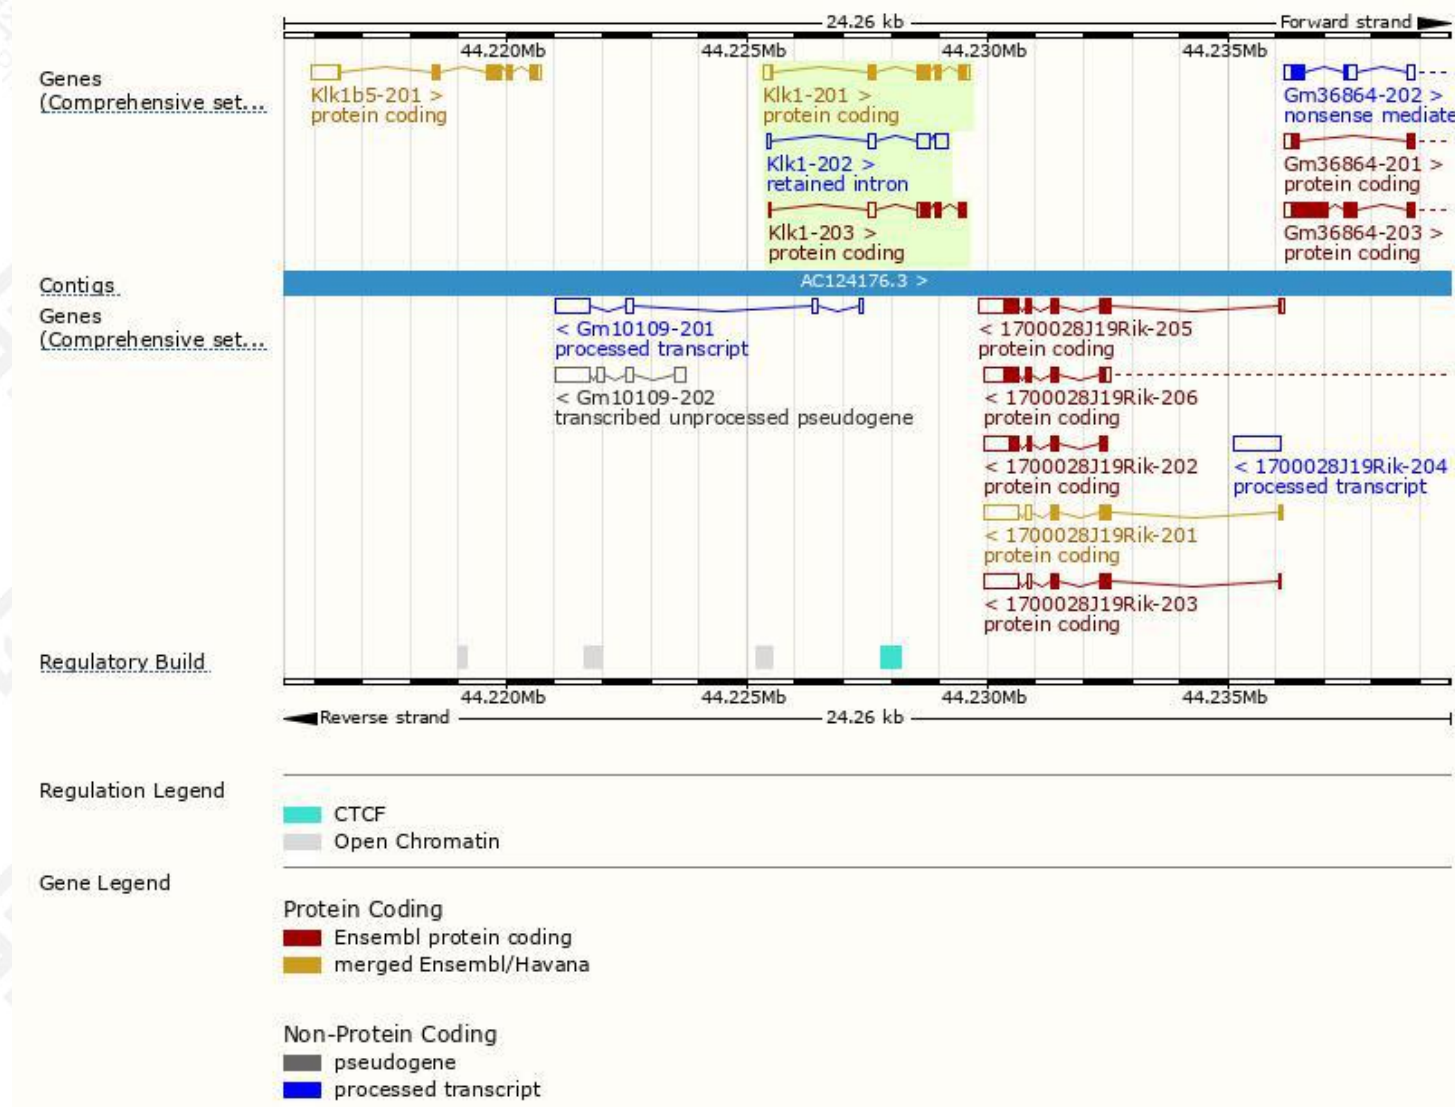 24.26 kb Forward strand
44.220Mb 44.225Mb 44.230Mb 44.235Mb
Genes
(Comprehensive set...
Klk1b5-201 >
protein coding
Klk1-201 >
protein coding
Gm36864-202 >
nonsense mediate
Klk1-202 >
retained intron
Gm36864-201 >
protein coding
Klk1-203 >
protein coding
Gm36864-203 >
protein coding
Contigs
AC124176.3 >
Genes
(Comprehensive set...
< Gm10109-201
processed transcript
< 1700028J19Rik-205
protein coding
< Gm10109-202
transcribed unprocessed pseudogene
< 1700028J19Rik-206
protein coding
< 1700028J19Rik-202
protein coding
< 1700028J19Rik-204
processed transcript
< 1700028J19Rik-201
protein coding
< 1700028J19Rik-203
protein coding
Regulatory Build
44.220Mb 44.225Mb 44.230Mb 44.235Mb
Reverse strand 24.26 kb
Regulation Legend
CTCF
Open Chromatin
Gene Legend
Protein Coding
Ensembl protein coding
merged Ensembl/Havana
Non-Protein Coding
pseudogene
processed transcript